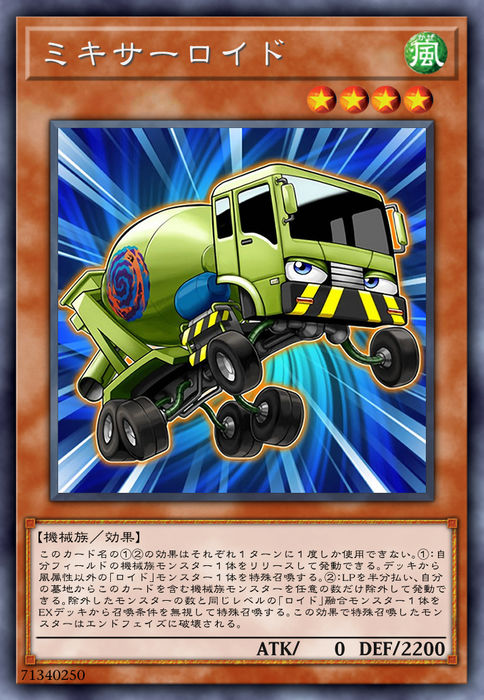 ミキサーロイド
かぜ
風
【機械族／効果】
このカード名の①②の効果はそれぞれ１ターンに１度しか使用できない。①：自
分フィールドの機械族モンスター１体をリリースして発動できる。デッキから
風属性以外の「ロイド」モンスター１体を特殊召喚する。②：LPを半分払い、自分
の墓地からこのカードを含む機械族モンスターを任意の数だけ除外して発動で
きる。除外したモンスターの数と同じレベルの「ロイド」融合モンスター１体を
EXデッキから召喚条件を無視して特殊召喚する。この効果で特殊召喚したモン
スターはエンドフェイズに破壊される。
ATK/ 0 DEF/2200
71340250